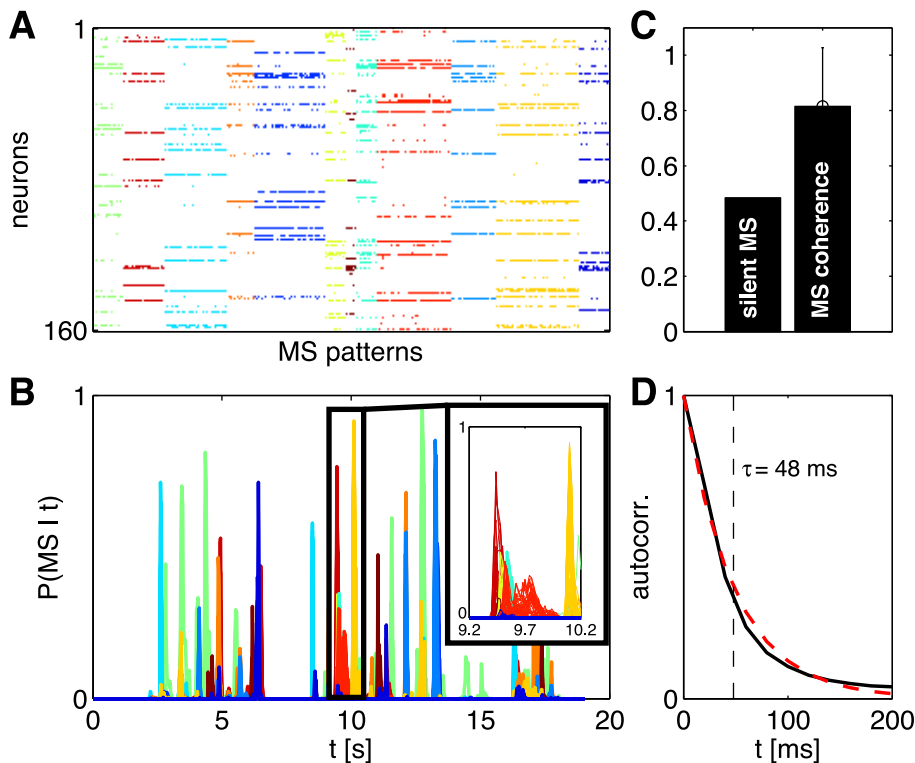 A
1
neurons
160
MS patterns
C
1
0.8
0.6
0.4
0.2
0
silent MS
MS coherence
B
1
P(MS I t)
0
0
5
10
15
20
t [s]
1
0
9.2
9.7
10.2
D
1
autocorr.
0
τ = 48 ms
0
100
200
t [ms]